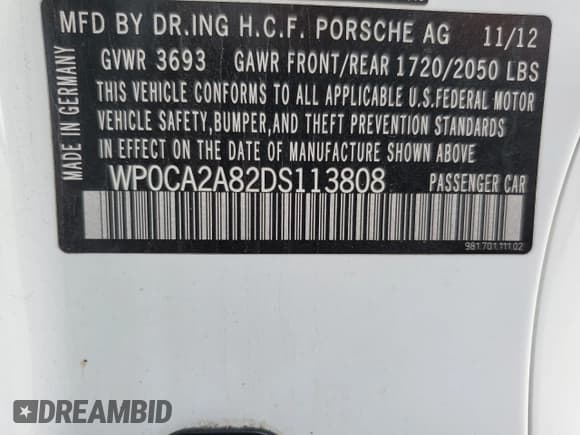 MFD BY DR.ING H.C.F. PORSCHE AG 11/12
GVWR 3693 GAWR FRONT/REAR 1720/2050 LBS
THIS VEHICLE CONFORMS TO ALL APPLICABLE U.S.FEDERAL MOTOR
VEHICLE SAFETY,BUMPER,AND THEFT PREVENTION STANDARDS
IN EFFECT ON THE DATE OF MANUFACTURE SHOWN ABOVE
MADE IN GERMANY
WP0CA2A82DS113808 PASSENGER CAR
981.701.111.02
DREAMBID